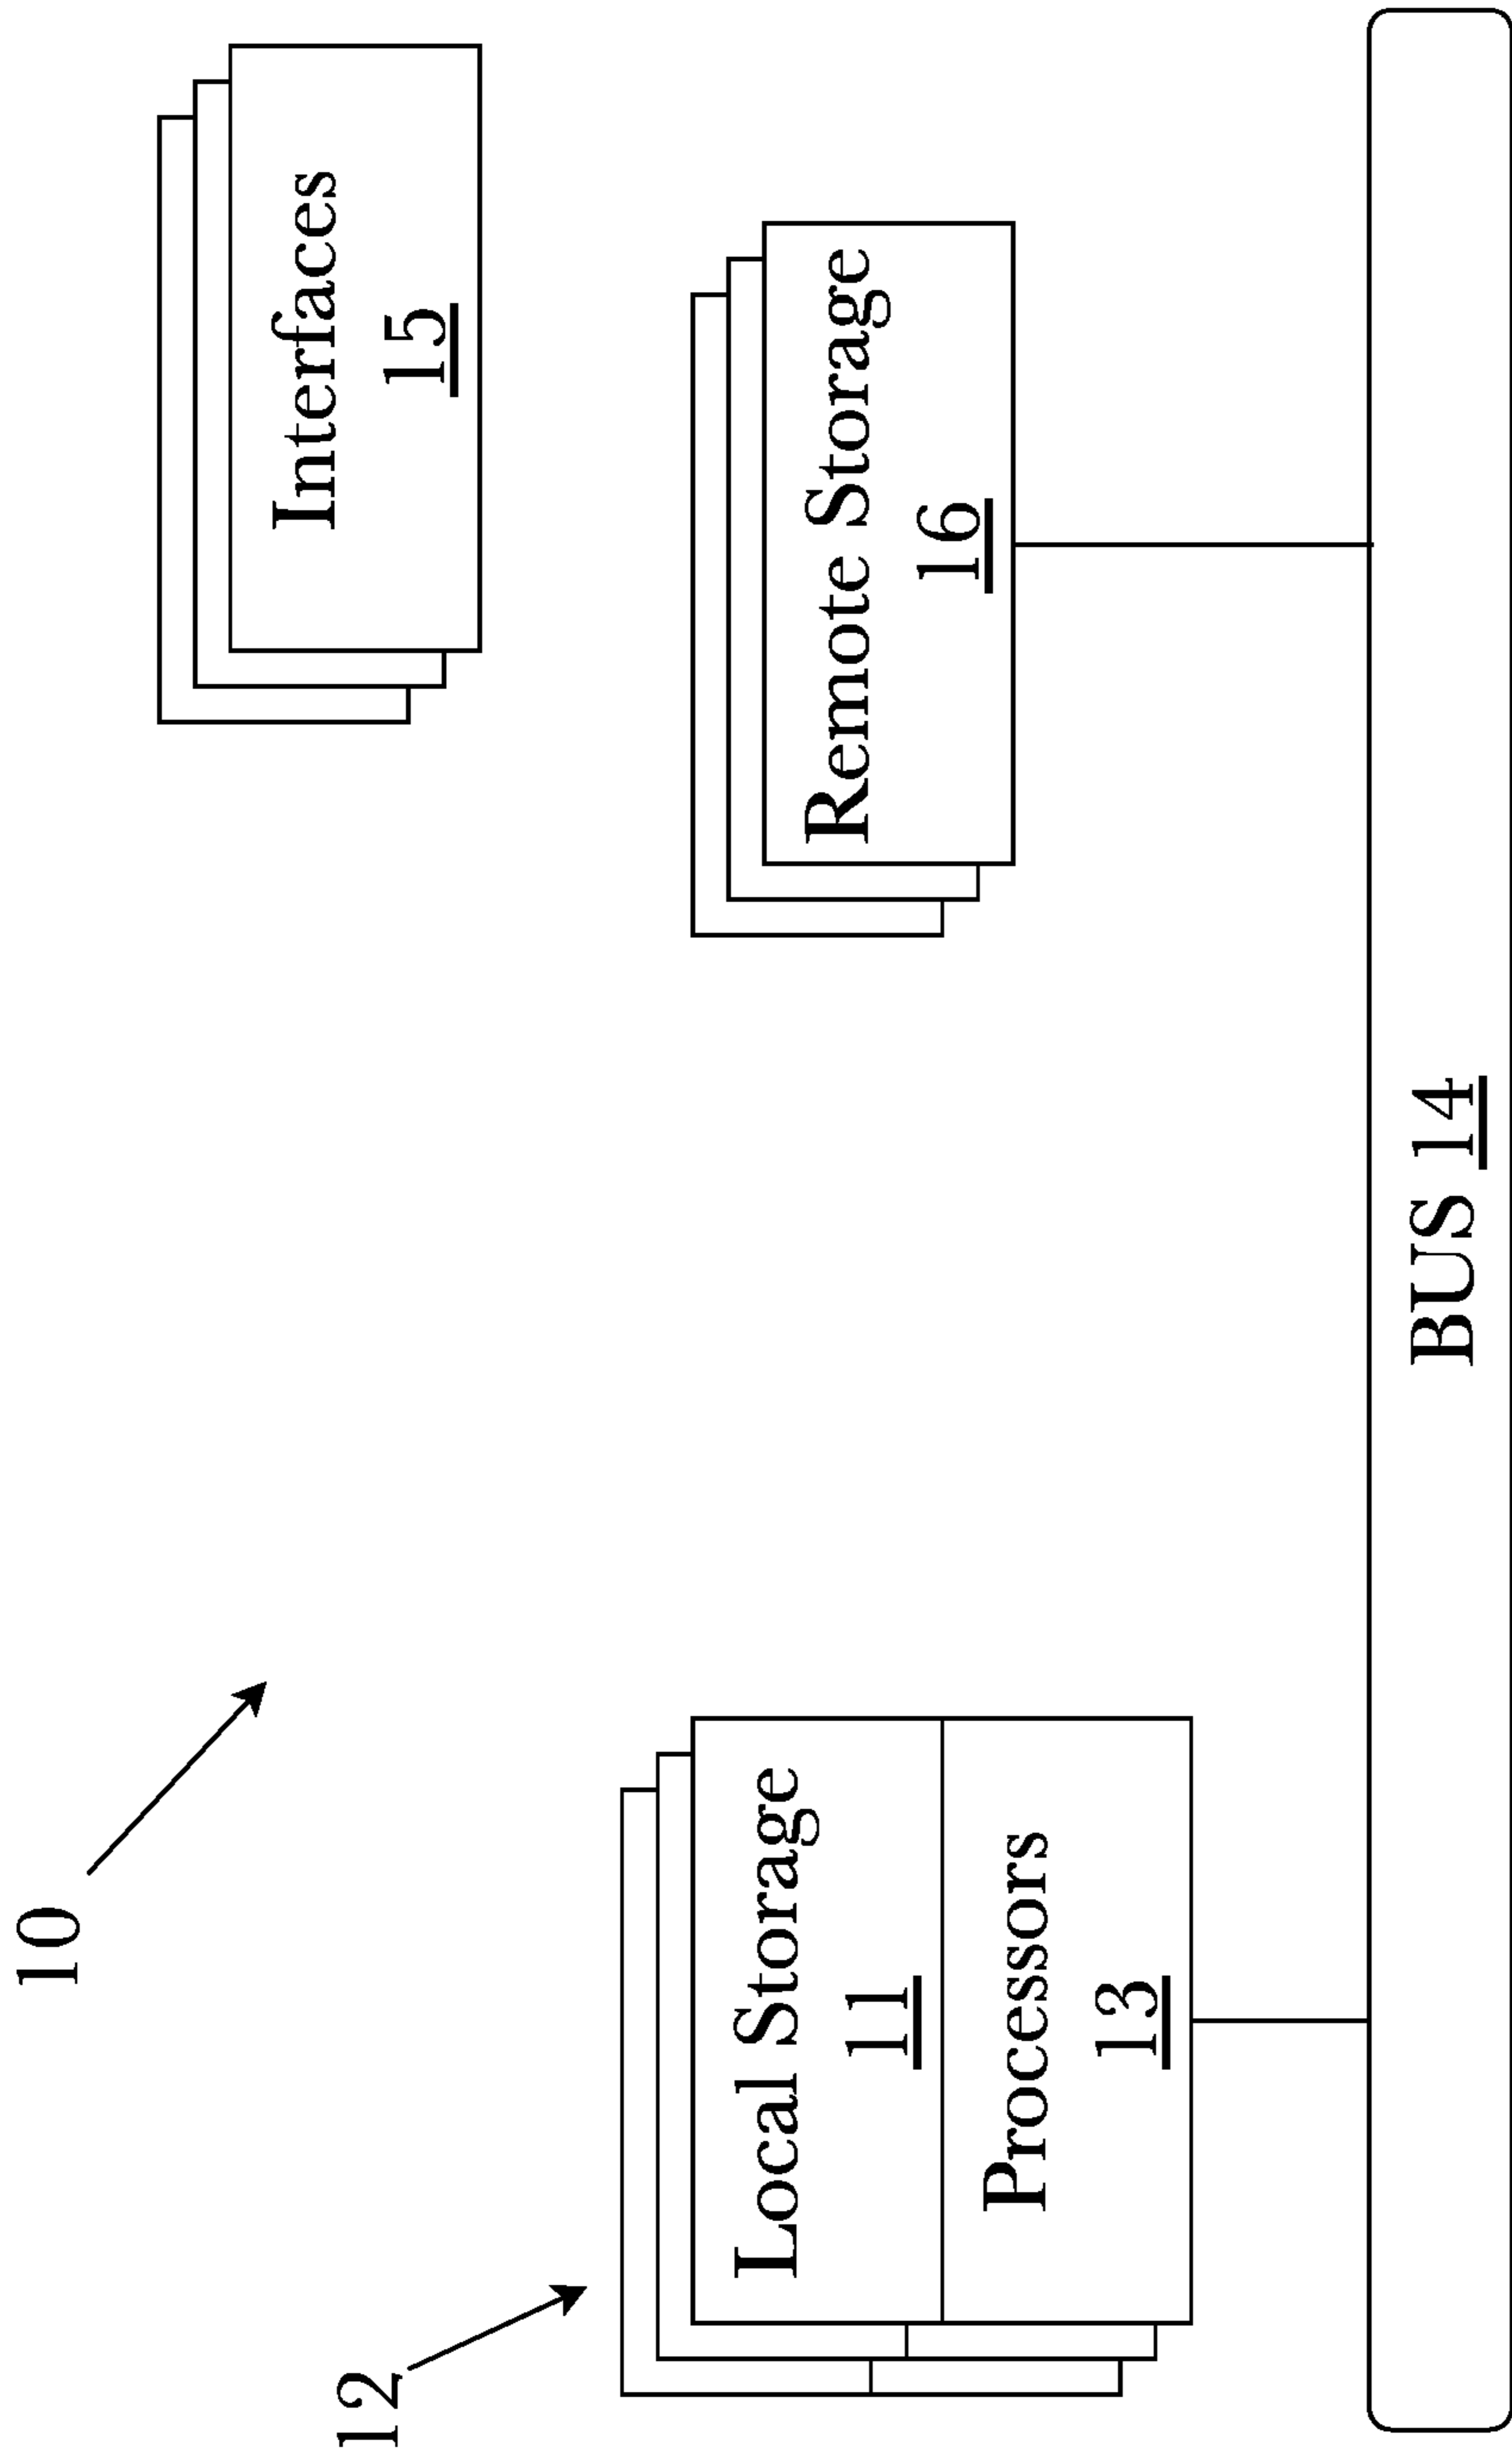 10
12
Local Storage
11
Processors
13
Interfaces
15
Remote Storage
16
BUS 14